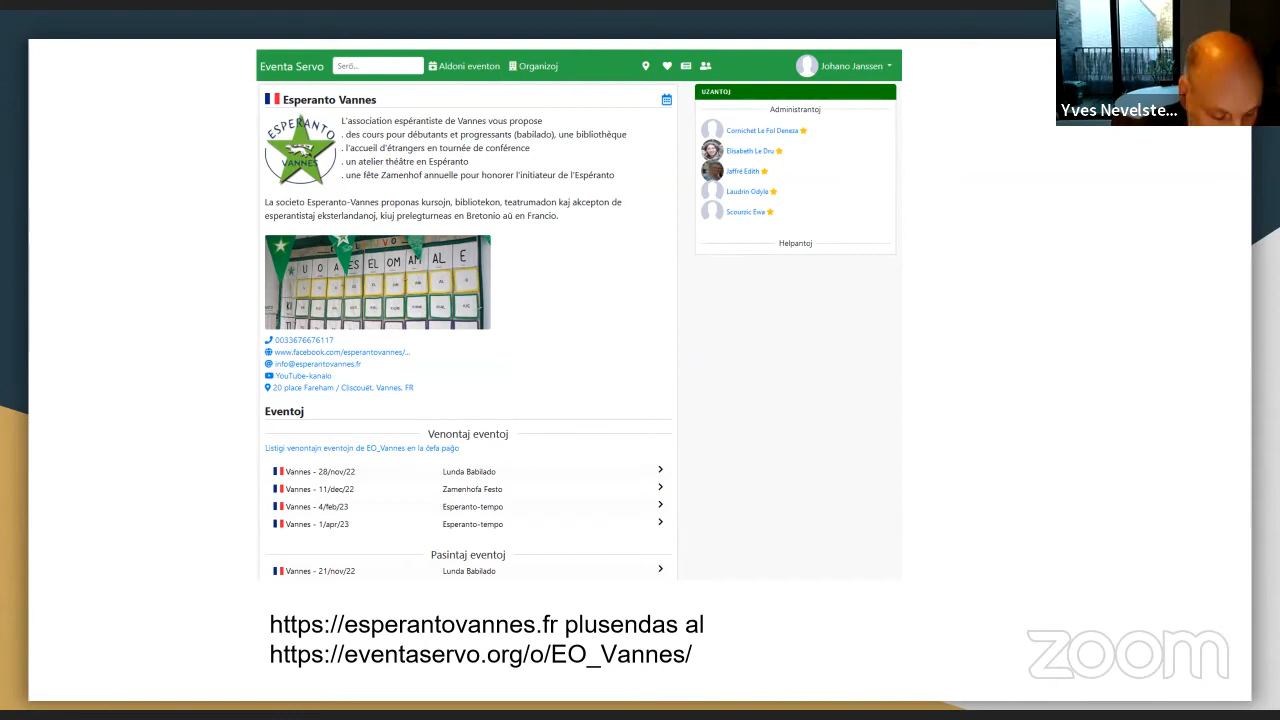 Eventa Servo
Serĉ...
Aldoni eventon
Organizoj
Johano Janssen
Yves Nevelste...
Esperanto Vannes
ESPERANTO
VANNES
L'association espérantiste de Vannes vous propose
. des cours pour débutants et progressants (babilado), une bibliothèque
. l'accueil d'étrangers en tournée de conférence
. un atelier théâtre en Espéranto
. une fête Zamenhof annuelle pour honorer l'initiateur de l'Espéranto
La societo Esperanto-Vannes proponas kursojn, bibliotekon, teatrumadon kaj akcepton de
esperantistaj eksterlandanoj, kiuj prelegturneas en Bretonio aŭ en Francio.
U O A ES EL OM AM AL E
0033676676117
www.facebook.com/esperantovannes/...
info@esperantovannes.fr
YouTube-kanalo
20 place Fareham / Cliscouët, Vannes, FR
Eventoj
Venontaj eventoj
Listigi venontajn eventojn de EO_Vannes en la ĉefa paĝo
Vannes - 28/nov/22 Lunda Babilado
Vannes - 11/dec/22 Zamenhofa Festo
Vannes - 4/feb/23 Esperanto-tempo
Vannes - 1/apr/23 Esperanto-tempo
Pasintaj eventoj
Vannes - 21/nov/22 Lunda Babilado
UZANTOJ
Administrantoj
Cornichet Le Fol Deneza
Elisabeth Le Dru
Jaffré Edith
Laudrin Odyle
Scourzic Ewa
Helpantoj
https://esperantovannes.fr plusendas al
https://eventaservo.org/o/EO_Vannes/
zoom